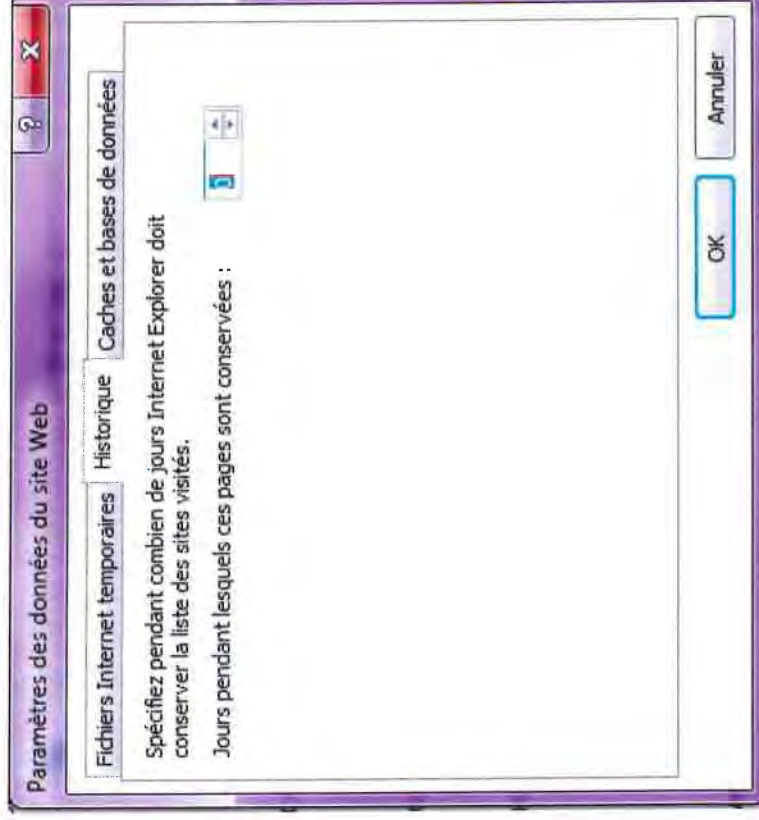 Paramètres des données du site Web
? X
Fichiers Internet temporaires Historique Caches et bases de données
Spécifiez pendant combien de jours Internet Explorer doit
conserver la liste des sites visités.
Jours pendant lesquels ces pages sont conservées :
OK Annuler